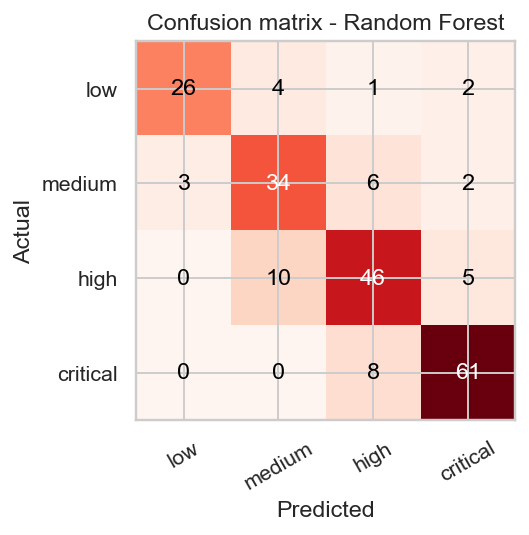 Confusion matrix - Random Forest
low 26 4 1 2
medium 3 34 6 2
Actual
high 0 10 46 5
critical 0 0 8 61
low medium high critical
Predicted